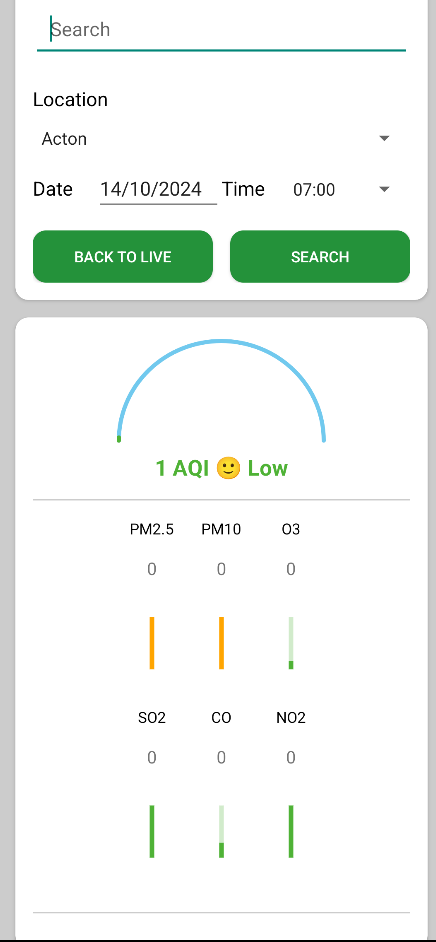 Search
Location
Acton
Date 14/10/2024 Time 07:00
BACK TO LIVE SEARCH
1 AQI 🙂 Low
PM2.5 PM10 O3
0 0 0
SO2 CO NO2
0 0 0